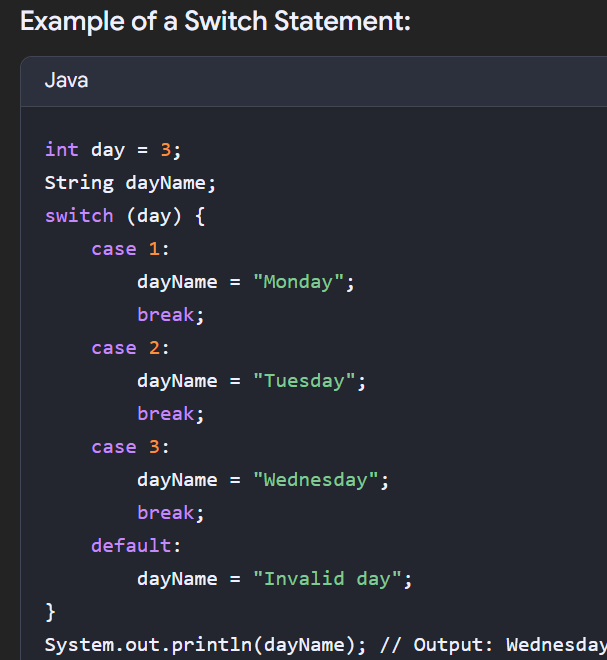 Example of a Switch Statement:
Java
int day = 3;
String dayName;
switch (day) {
    case 1:
        dayName = "Monday";
        break;
    case 2:
        dayName = "Tuesday";
        break;
    case 3:
        dayName = "Wednesday";
        break;
    default:
        dayName = "Invalid day";
}
System.out.println(dayName); // Output: Wednesday